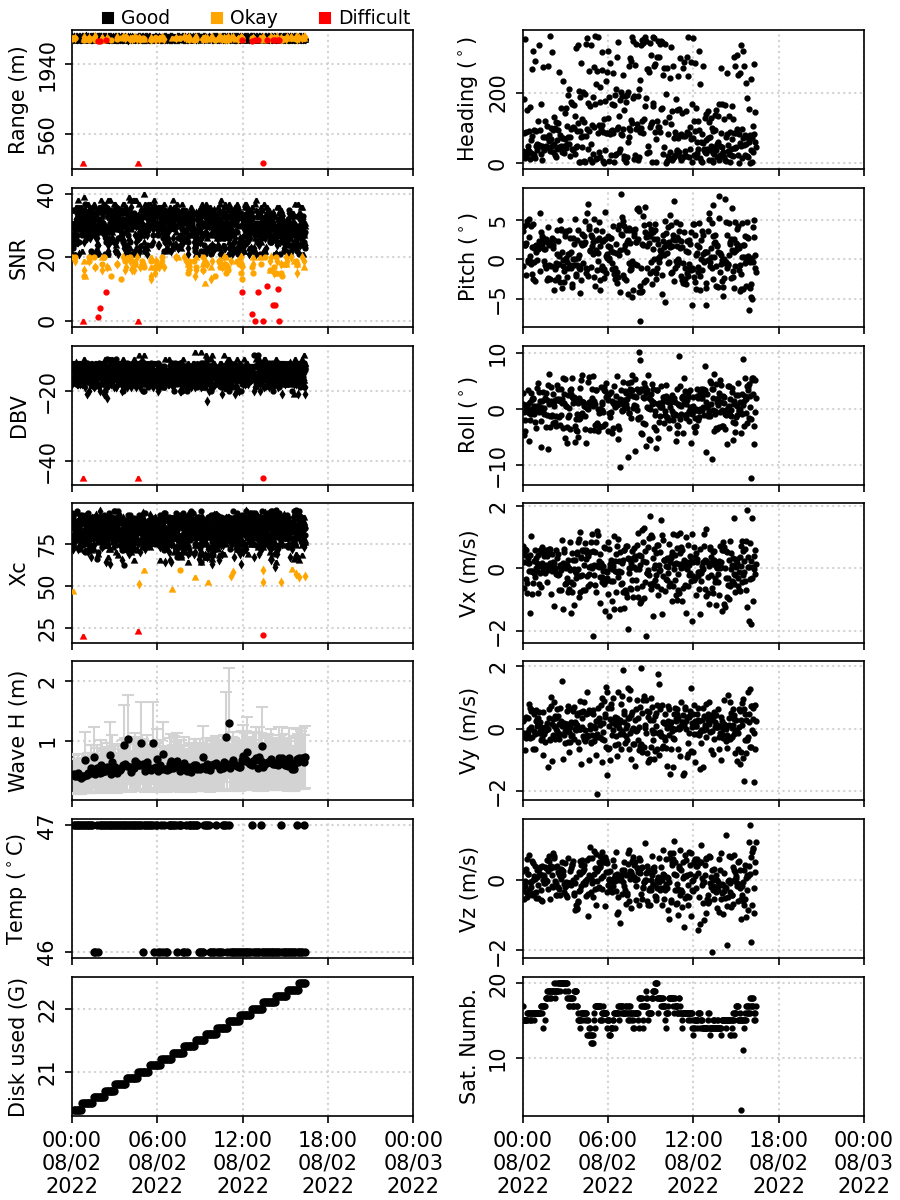 Good Okay Difficult
Range (m)
1940
560
SNR
40
20
0
DBV
−20
−40
Xc
75
50
25
Wave H (m)
2
1
Temp (°C)
47
46
Disk used (G)
22
21
00:00 06:00 12:00 18:00 00:00
08/02 08/02 08/02 08/02 08/03
2022 2022 2022 2022 2022
Heading (°)
200
0
Pitch (°)
5
0
−5
Roll (°)
10
0
−10
Vx (m/s)
2
0
−2
Vy (m/s)
2
0
−2
Vz (m/s)
0
−2
Sat. Numb.
20
10
00:00 06:00 12:00 18:00 00:00
08/02 08/02 08/02 08/02 08/03
2022 2022 2022 2022 2022